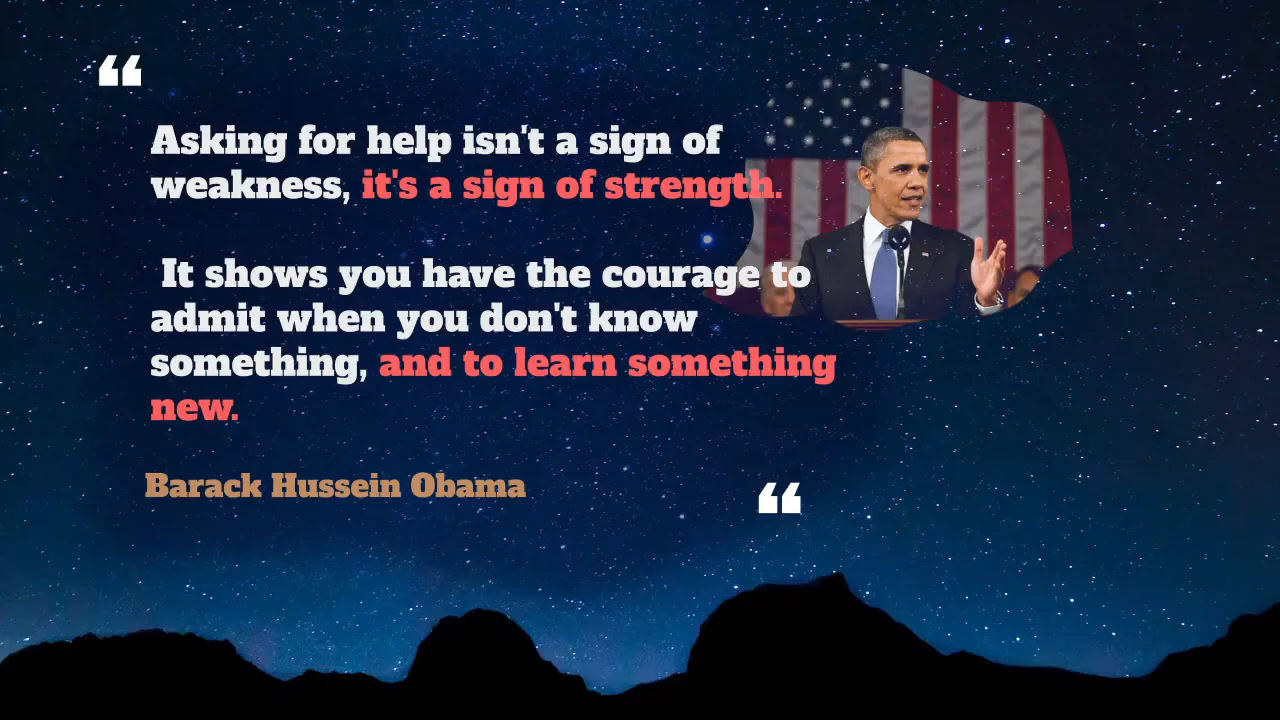 ❝
Asking for help isn't a sign of
weakness, it's a sign of strength.
It shows you have the courage to
admit when you don't know
something, and to learn something
new.
Barack Hussein Obama
❝